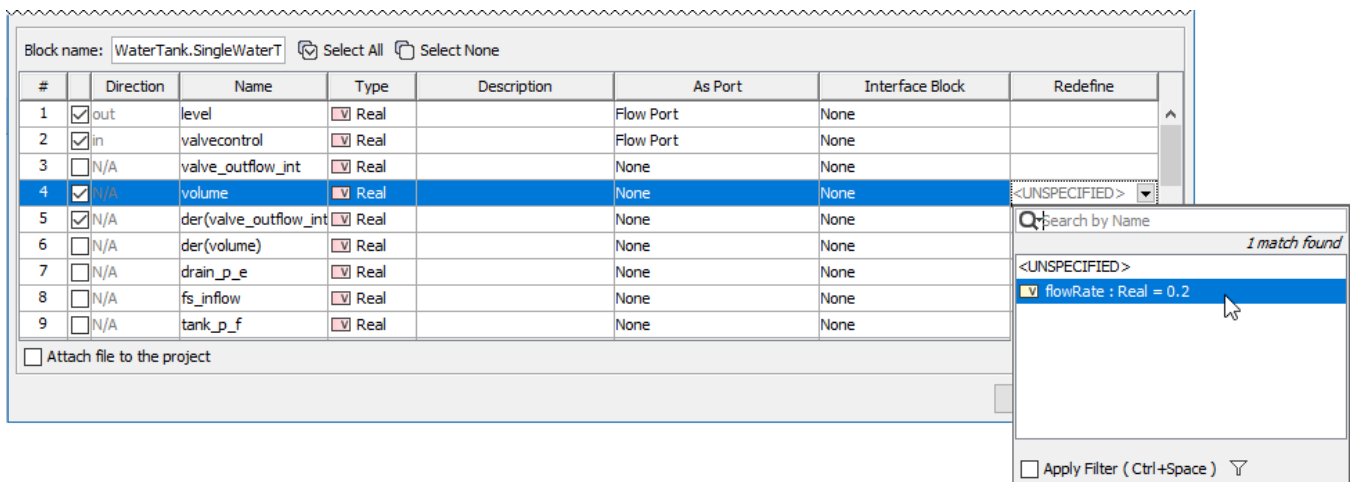 Block name: WaterTank.SingleWaterT Select All Select None
# Direction Name Type Description As Port Interface Block Redefine
1 out level V Real Flow Port None
2 in valvecontrol V Real Flow Port None
3 N/A valve_outflow_int V Real None None
4 N/A volume V Real None None <UNSPECIFIED>
5 N/A der(valve_outflow_int V Real None None
6 N/A der(volume) V Real None None
7 N/A drain_p_e V Real None None
8 N/A fs_inflow V Real None None
9 N/A tank_p_f V Real None None
Attach file to the project
Search by Name
1 match found
<UNSPECIFIED>
V flowRate : Real = 0.2
Apply Filter ( Ctrl+Space )